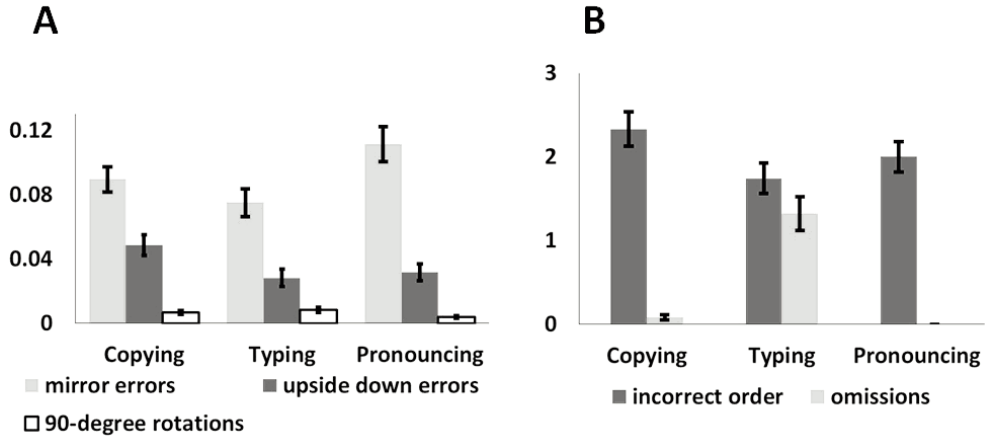 A
0.12
0.08
0.04
0
Copying Typing Pronouncing
mirror errors upside down errors
90-degree rotations
B
3
2
1
0
Copying Typing Pronouncing
incorrect order omissions